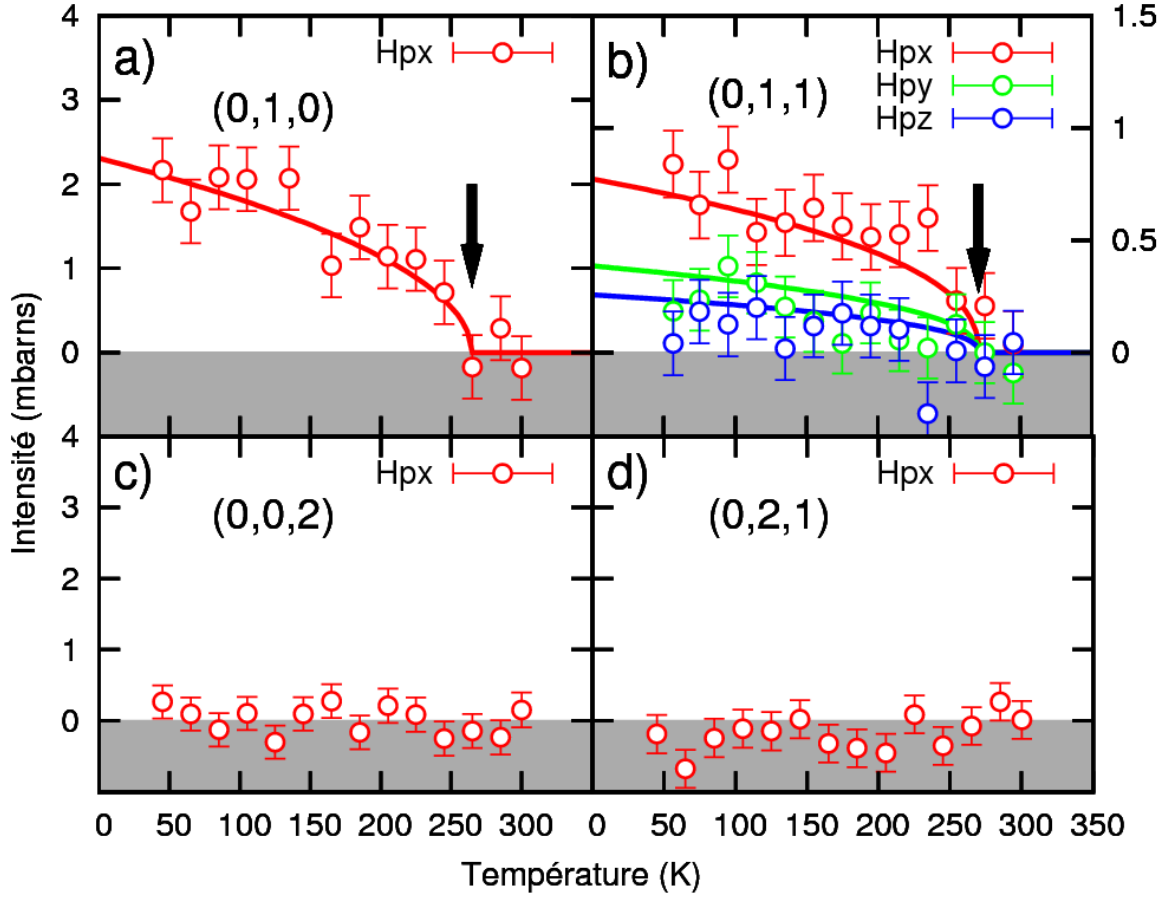 a)
Hpx
(0,1,0)
4
3
2
1
0
b)
Hpx
Hpy
Hpz
(0,1,1)
1.5
1
0.5
0
Intensité (mbarns)
c)
Hpx
(0,0,2)
4
3
2
1
0
d)
Hpx
(0,2,1)
0 50 100 150 200 250 300
0 50 100 150 200 250 300 350
Température (K)